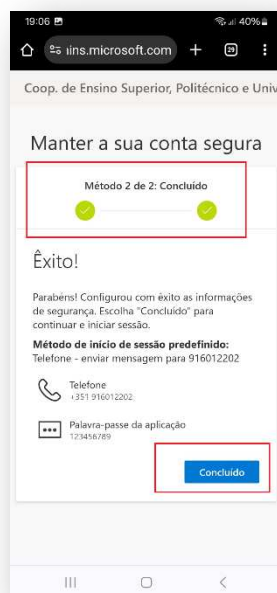 19:06
40%
ıins.microsoft.com
29
Coop. de Ensino Superior, Politécnico e Univ
Manter a sua conta segura
Método 2 de 2: Concluído
Êxito!
Parabéns! Configurou com êxito as informações
de segurança. Escolha "Concluído" para
continuar e iniciar sessão.
Método de início de sessão predefinido:
Telefone - enviar mensagem para 916012202
Telefone
+351 916012202
Palavra-passe da aplicação
123456789
Concluído